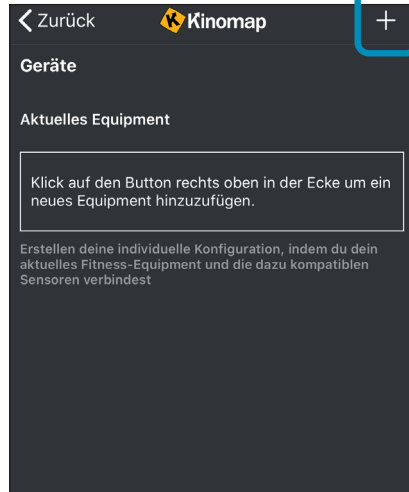 Zurück
Kinomap
Geräte
Aktuelles Equipment
Klick auf den Button rechts oben in der Ecke um ein
neues Equipment hinzuzufügen.
Erstellen deine individuelle Konfiguration, indem du dein
aktuelles Fitness-Equipment und die dazu kompatiblen
Sensoren verbindest